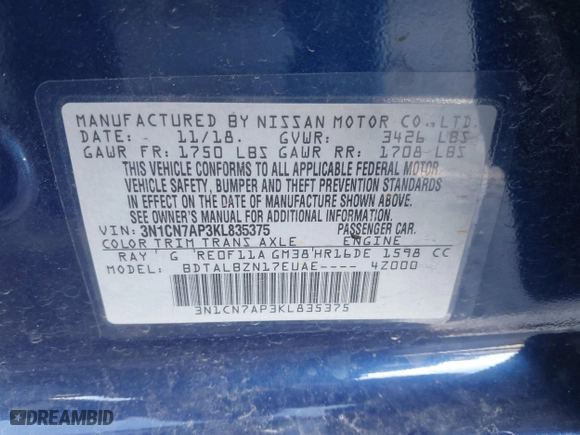 MANUFACTURED BY NISSAN MOTOR CO., LTD.
DATE: 11/18. GVWR: 3426 LBS
GAWR FR: 1750 LBS GAWR RR: 1708 LBS
THIS VEHICLE CONFORMS TO ALL APPLICABLE FEDERAL MOTOR
VEHICLE SAFETY, BUMPER AND THEFT PREVENTION STANDARDS
IN EFFECT ON THE DATE OF MANUFACTURE SHOWN ABOVE.
SEE OWNER'S MANUAL FOR ADDITIONAL INFORMATION.
VIN: 3N1CN7AP3KL835375 PASSENGER CAR.
COLOR TRIM TRANS AXLE ENGINE
RAY G RE0F11A GM38 HR16DE 1598 CC
MODEL: BDTALBZN17EUAE---- 4Z000
3N1CN7AP3KL835375
DREAMBID